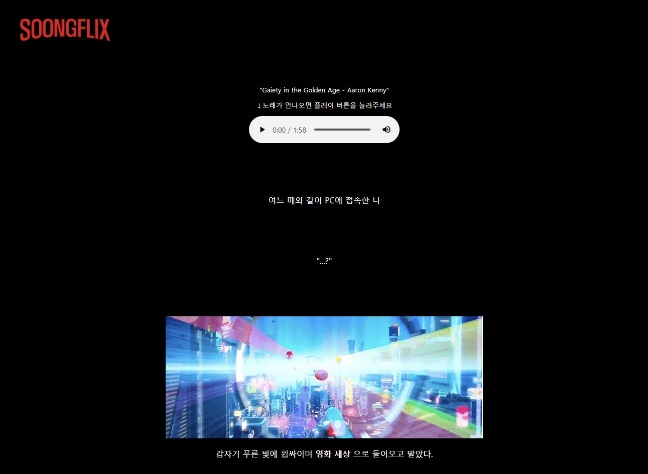 SOONGFLIX
"Gaiety in the Golden Age - Aaron Kenny"
↓노래가 안나오면 플레이 버튼을 눌러주세요
0:00 / 1:58
여느 때와 같이 PC에 접속한 나
"...?"
갑자기 푸른 빛에 휩싸이며 영화 세상 으로 들어오고 말았다.